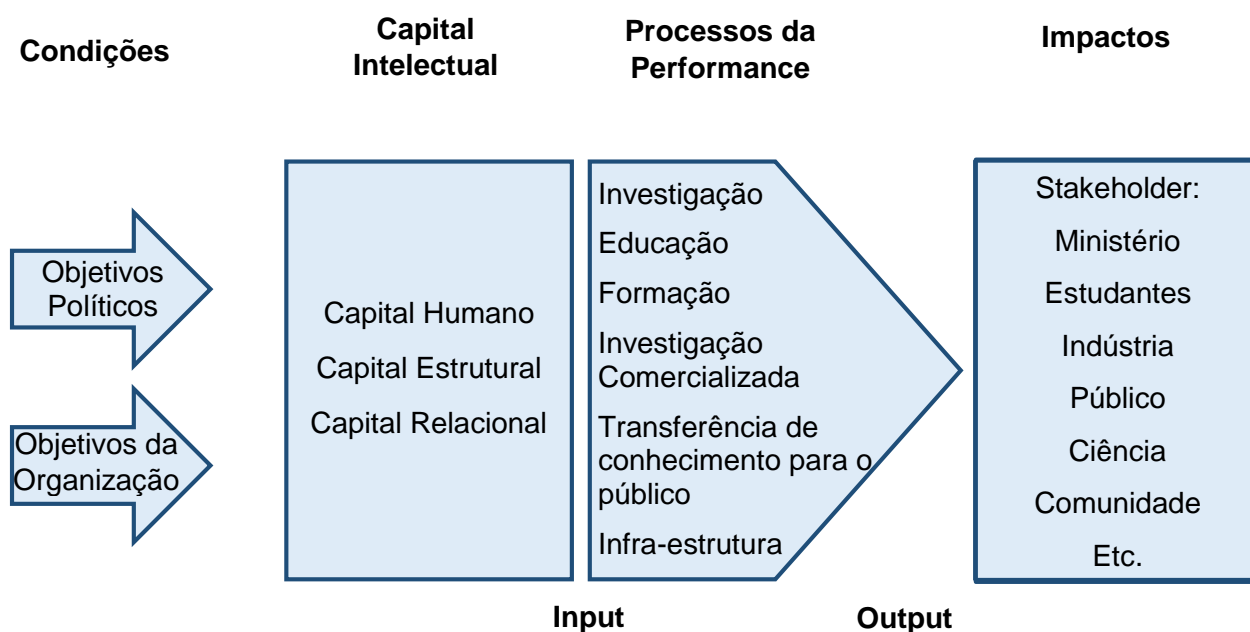 Condições
Capital
Intelectual
Processos da
Performance
Impactos
Objetivos
Políticos
Objetivos da
Organização
Capital Humano
Capital Estrutural
Capital Relacional
Investigação
Educação
Formação
Investigação
Comercializada
Transferência de
conhecimento para o
público
Infra-estrutura
Stakeholder:
Ministério
Estudantes
Indústria
Público
Ciência
Comunidade
Etc.
Input
Output